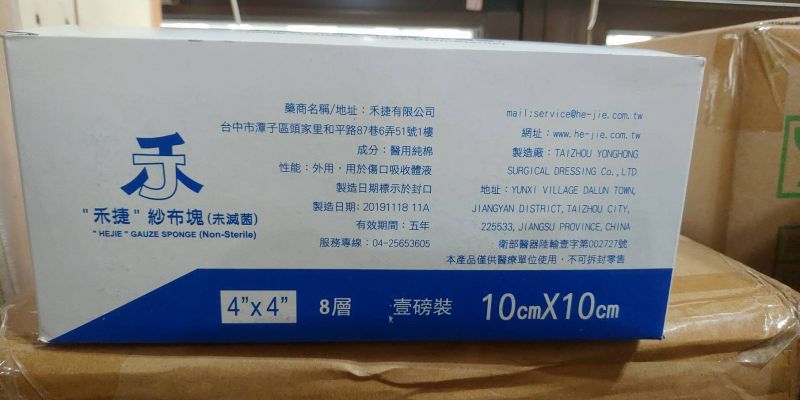 禾
"禾捷" 紗布塊(未滅菌)
"HEJIE" GAUZE SPONGE (Non-Sterile)
藥商名稱/地址：禾捷有限公司
台中市潭子區頭家里和平路87巷6弄51號1樓
成分：醫用純棉
性能：外用，用於傷口吸收體液
製造日期標示於封口
製造日期: 20191118 11A
有效期間：五年
服務專線：04-25653605
mail:service@he-jie.com.tw
網址：www.he-jie.com.tw
製造廠：TAIZHOU YONGHONG
SURGICAL DRESSING Co.,LTD
地址：YUNXI VILLAGE DALUN TOWN,
JIANGYAN DISTRICT,TAIZHOU CITY,
225533,JIANGSU PROVINCE,CHINA
衛部醫器陸輸壹字第002727號
本產品僅供醫療單位使用，不可拆封零售
4"x4"
8層
壹磅裝
10cmX10cm